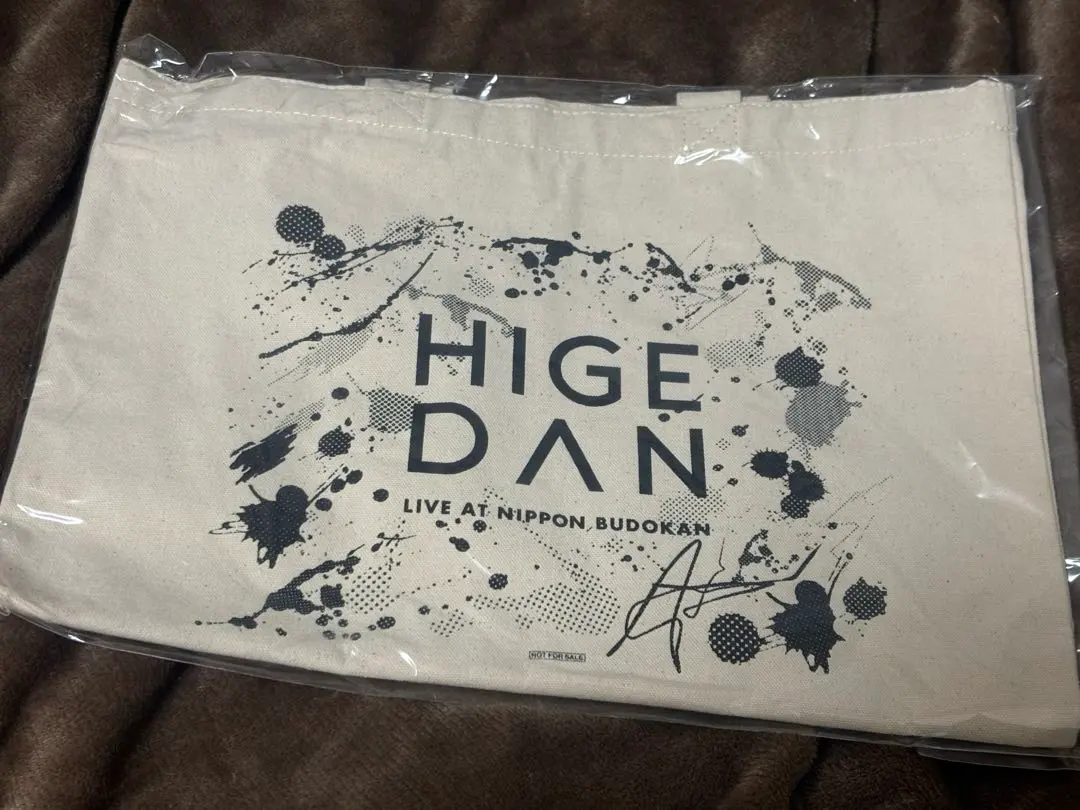 HIGE
DAN
LIVE AT NIPPON BUDOKAN
NOT FOR SALE